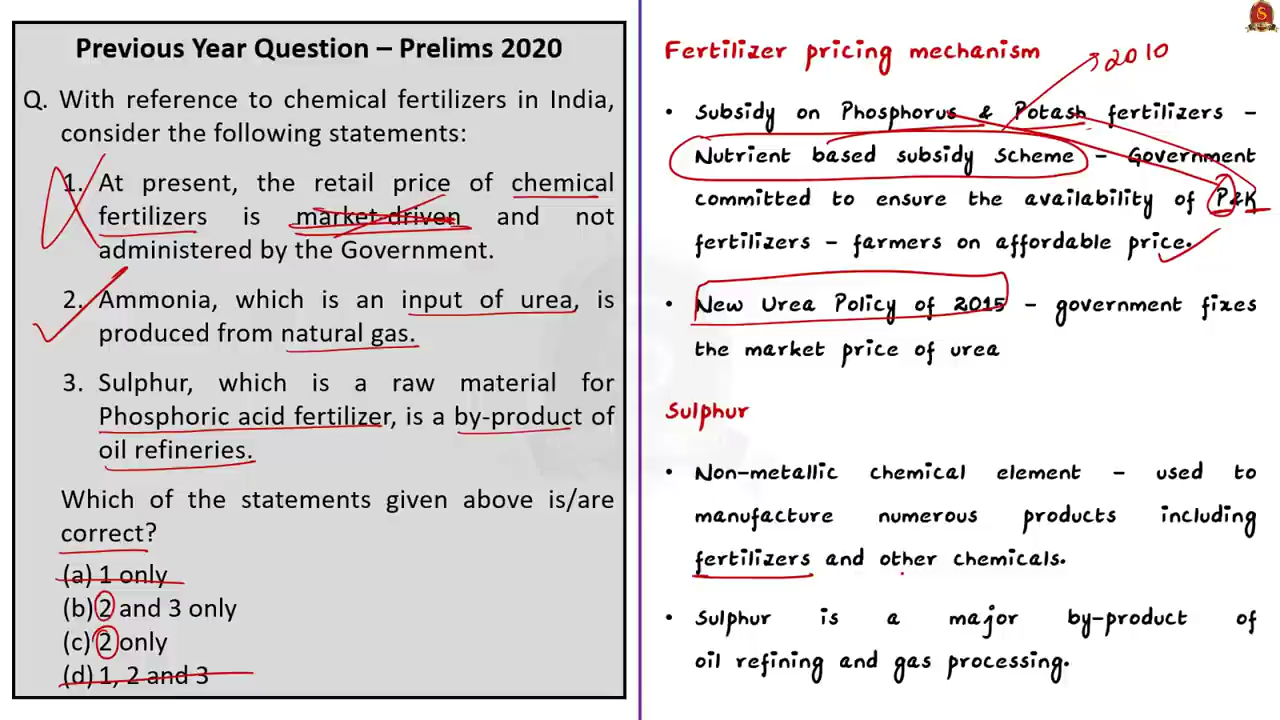 Previous Year Question – Prelims 2020
Q. With reference to chemical fertilizers in India,
consider the following statements:
1. At present, the retail price of chemical
fertilizers is market-driven and not
administered by the Government.
2. Ammonia, which is an input of urea, is
produced from natural gas.
3. Sulphur, which is a raw material for
Phosphoric acid fertilizer, is a by-product of
oil refineries.
Which of the statements given above is/are
correct?
(a) 1 only
(b) 2 and 3 only
(c) 2 only
(d) 1, 2 and 3
Fertilizer pricing mechanism
2010
• Subsidy on Phosphorus & Potash fertilizers –
Nutrient based subsidy Scheme – Government
committed to ensure the availability of P&K
fertilizers – farmers on affordable price.
• New Urea Policy of 2015 – government fixes
the market price of urea
Sulphur
• Non-metallic chemical element – used to
manufacture numerous products including
fertilizers and other chemicals.
• Sulphur is a major by-product of
oil refining and gas processing.